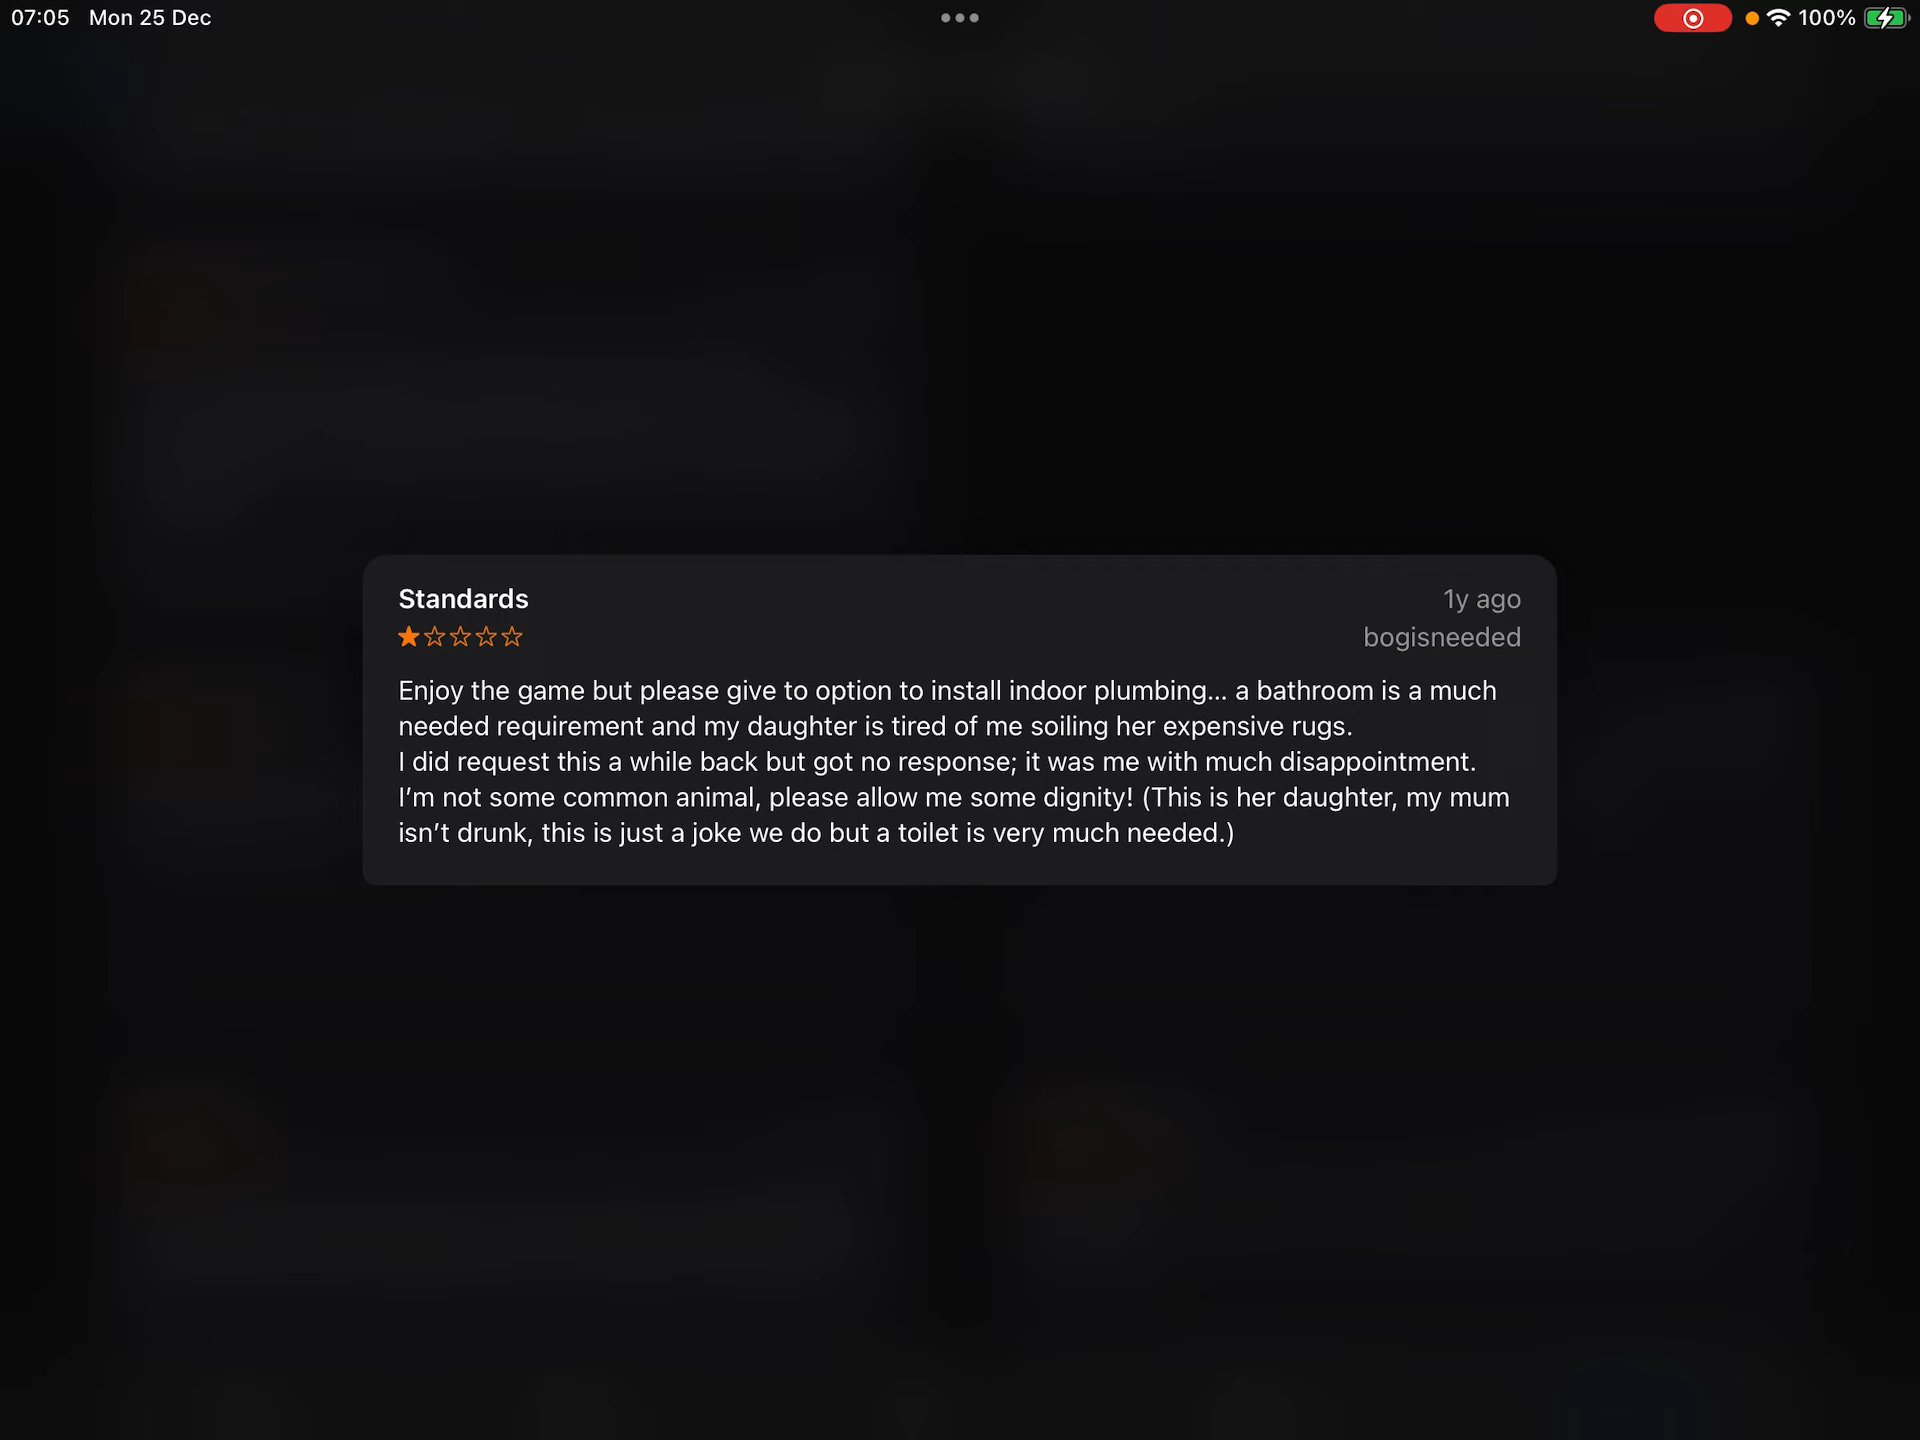 07:05 Mon 25 Dec
100%
Standards
1y ago
bogisneeded
Enjoy the game but please give to option to install indoor plumbing... a bathroom is a much
needed requirement and my daughter is tired of me soiling her expensive rugs.
I did request this a while back but got no response; it was me with much disappointment.
I’m not some common animal, please allow me some dignity! (This is her daughter, my mum
isn’t drunk, this is just a joke we do but a toilet is very much needed.)